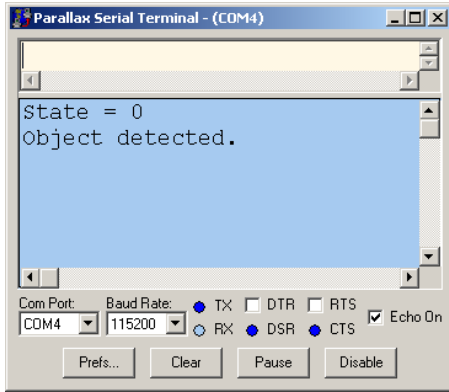 Parallax Serial Terminal - (COM4)
State = 0
Object detected.
Com Port: Baud Rate: TX DTR RTS
COM4 115200 RX DSR CTS Echo On
Prefs... Clear Pause Disable